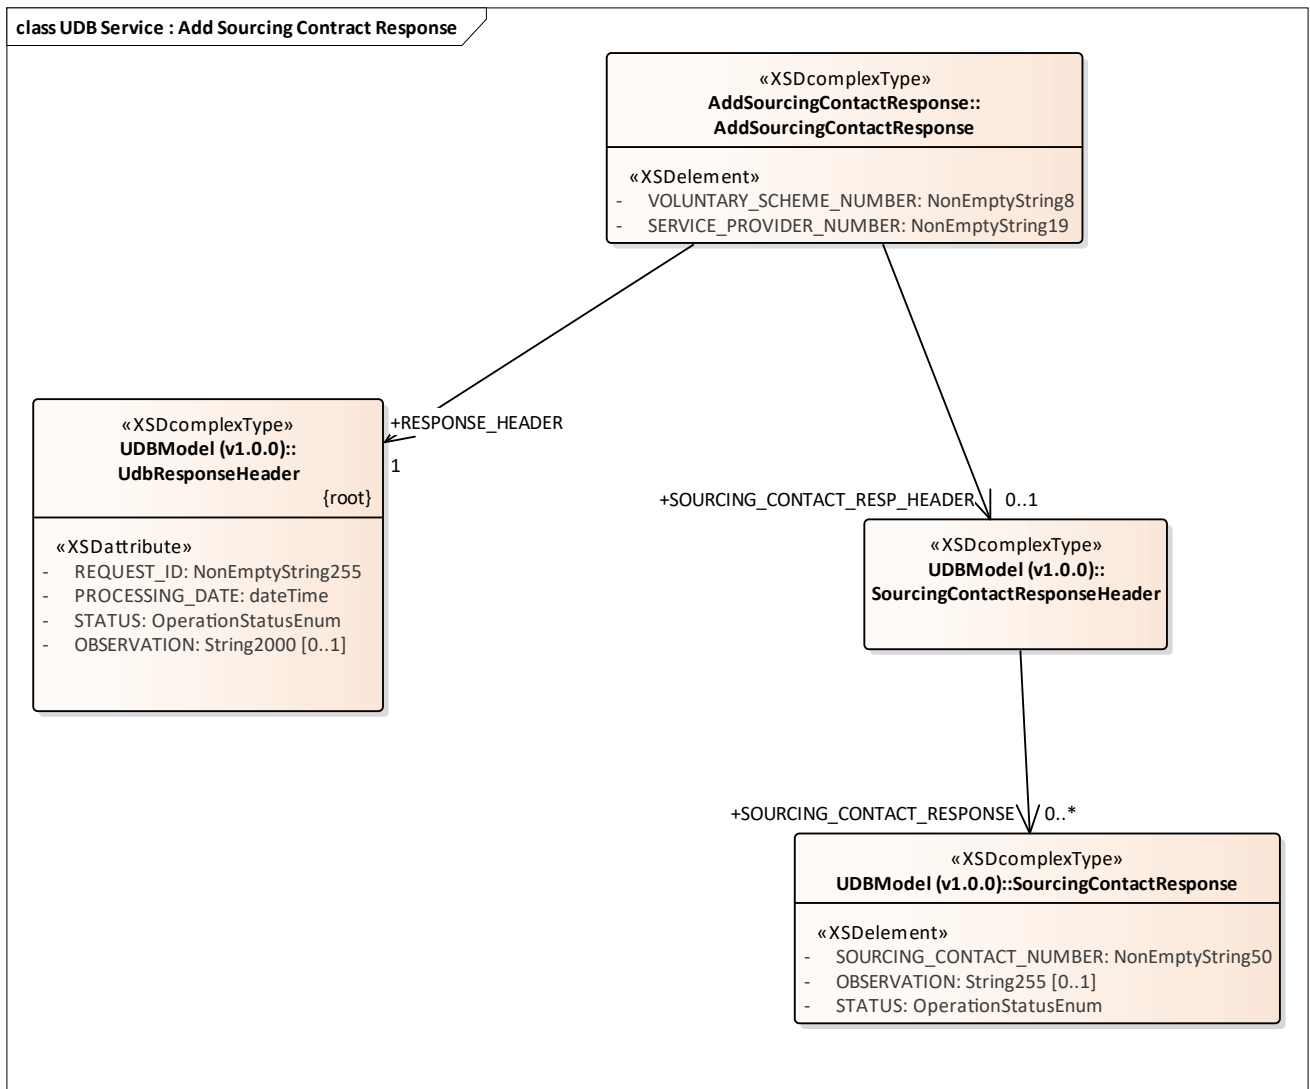 class UDB Service : Add Sourcing Contract Response
«XSDcomplexType»
AddSourcingContactResponse::
AddSourcingContactResponse
«XSDelement»
- VOLUNTARY_SCHEME_NUMBER: NonEmptyString8
- SERVICE_PROVIDER_NUMBER: NonEmptyString19
+RESPONSE_HEADER
1
«XSDcomplexType»
UDBModel (v1.0.0)::
UdbResponseHeader
{root}
«XSDattribute»
- REQUEST_ID: NonEmptyString255
- PROCESSING_DATE: dateTime
- STATUS: OperationStatusEnum
- OBSERVATION: String2000 [0..1]
+SOURCING_CONTACT_RESP_HEADER 0..1
«XSDcomplexType»
UDBModel (v1.0.0)::
SourcingContactResponseHeader
+SOURCING_CONTACT_RESPONSE 0..*
«XSDcomplexType»
UDBModel (v1.0.0)::SourcingContactResponse
«XSDelement»
- SOURCING_CONTACT_NUMBER: NonEmptyString50
- OBSERVATION: String255 [0..1]
- STATUS: OperationStatusEnum